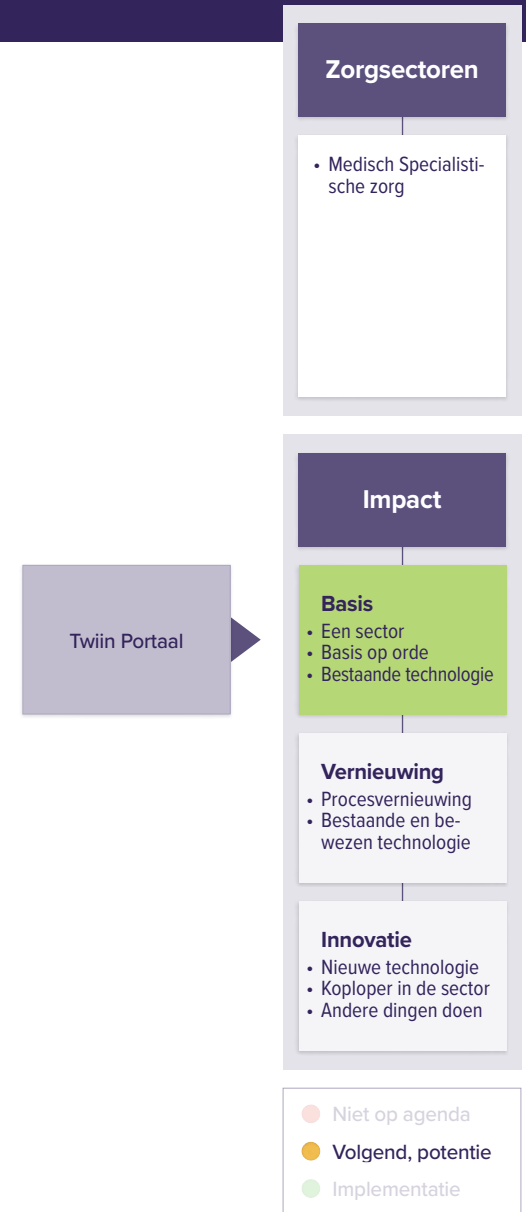 Zorgsectoren
• Medisch Specialisti-
sche zorg
Impact
Twiin Portaal
Basis
• Een sector
• Basis op orde
• Bestaande technologie
Vernieuwing
• Procesvernieuwing
• Bestaande en be-
wezen technologie
Innovatie
• Nieuwe technologie
• Koploper in de sector
• Andere dingen doen
Niet op agenda
Volgend, potentie
Implementatie